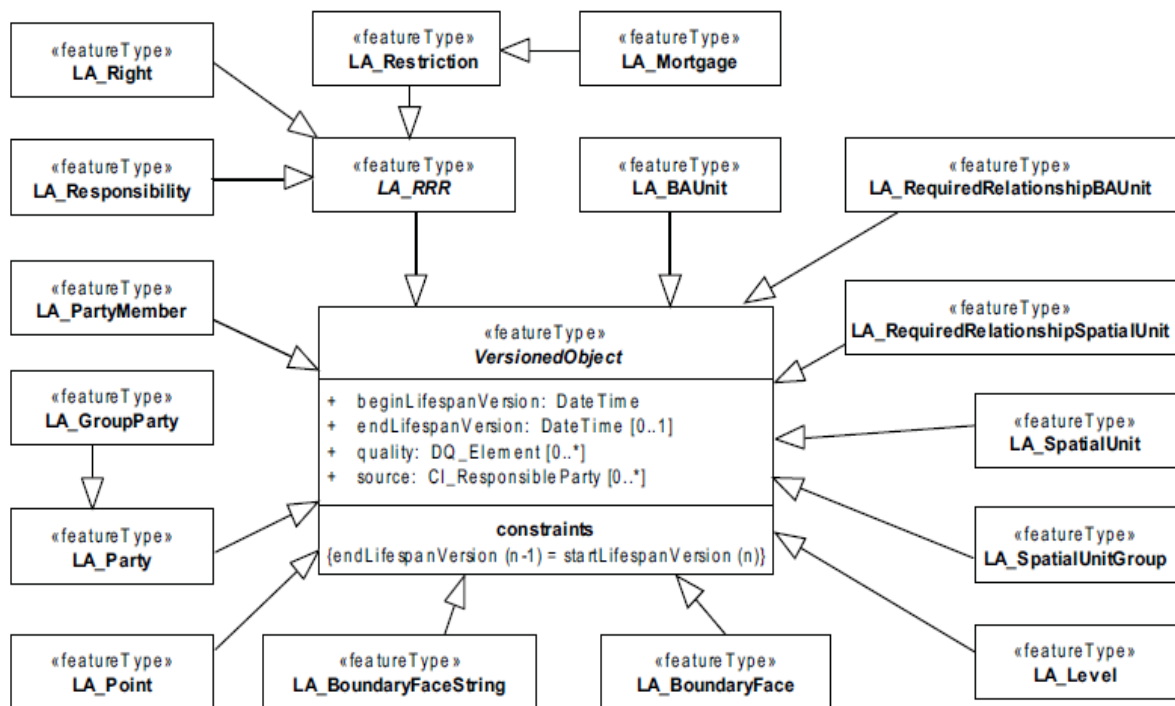 «featureType»
LA_Right
«featureType»
LA_Restriction
«featureType»
LA_Mortgage
«featureType»
LA_Responsibility
«featureType»
LA_RRR
«featureType»
LA_BAUnit
«featureType»
LA_RequiredRelationshipBAUnit
«featureType»
LA_PartyMember
«featureType»
VersionedObject
+ beginLifespanVersion: DateTime
+ endLifespanVersion: DateTime [0..1]
+ quality: DQ_Element [0..*]
+ source: CI_ResponsibleParty [0..*]
constraints
{endLifespanVersion (n-1) = startLifespanVersion (n)}
«featureType»
LA_RequiredRelationshipSpatialUnit
«featureType»
LA_GroupParty
«featureType»
LA_SpatialUnit
«featureType»
LA_Party
«featureType»
LA_SpatialUnitGroup
«featureType»
LA_Point
«featureType»
LA_BoundaryFaceString
«featureType»
LA_BoundaryFace
«featureType»
LA_Level